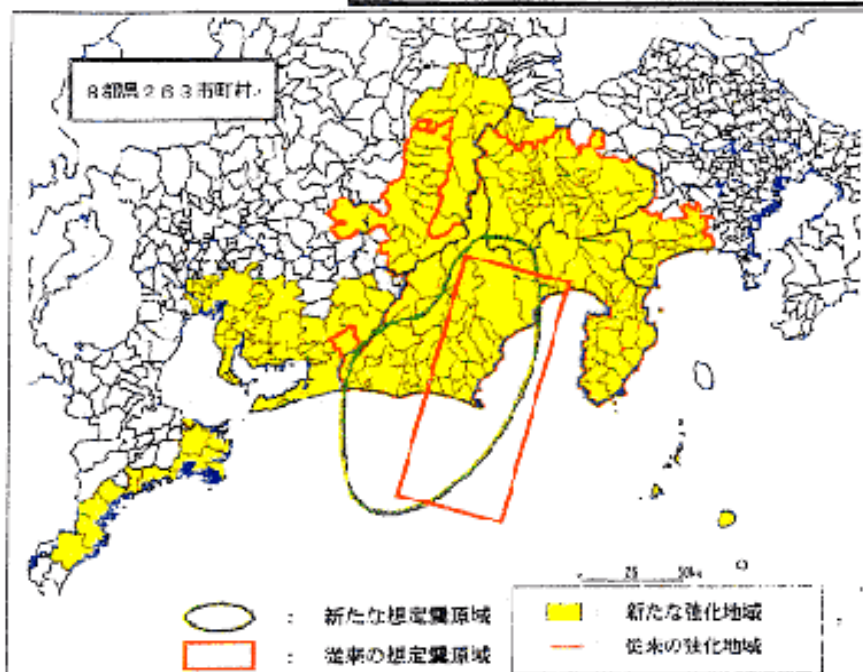 8都県263市町村
25 50km
: 新たな想定震源域
: 従来の想定震源域
: 新たな強化地域
従来の強化地域